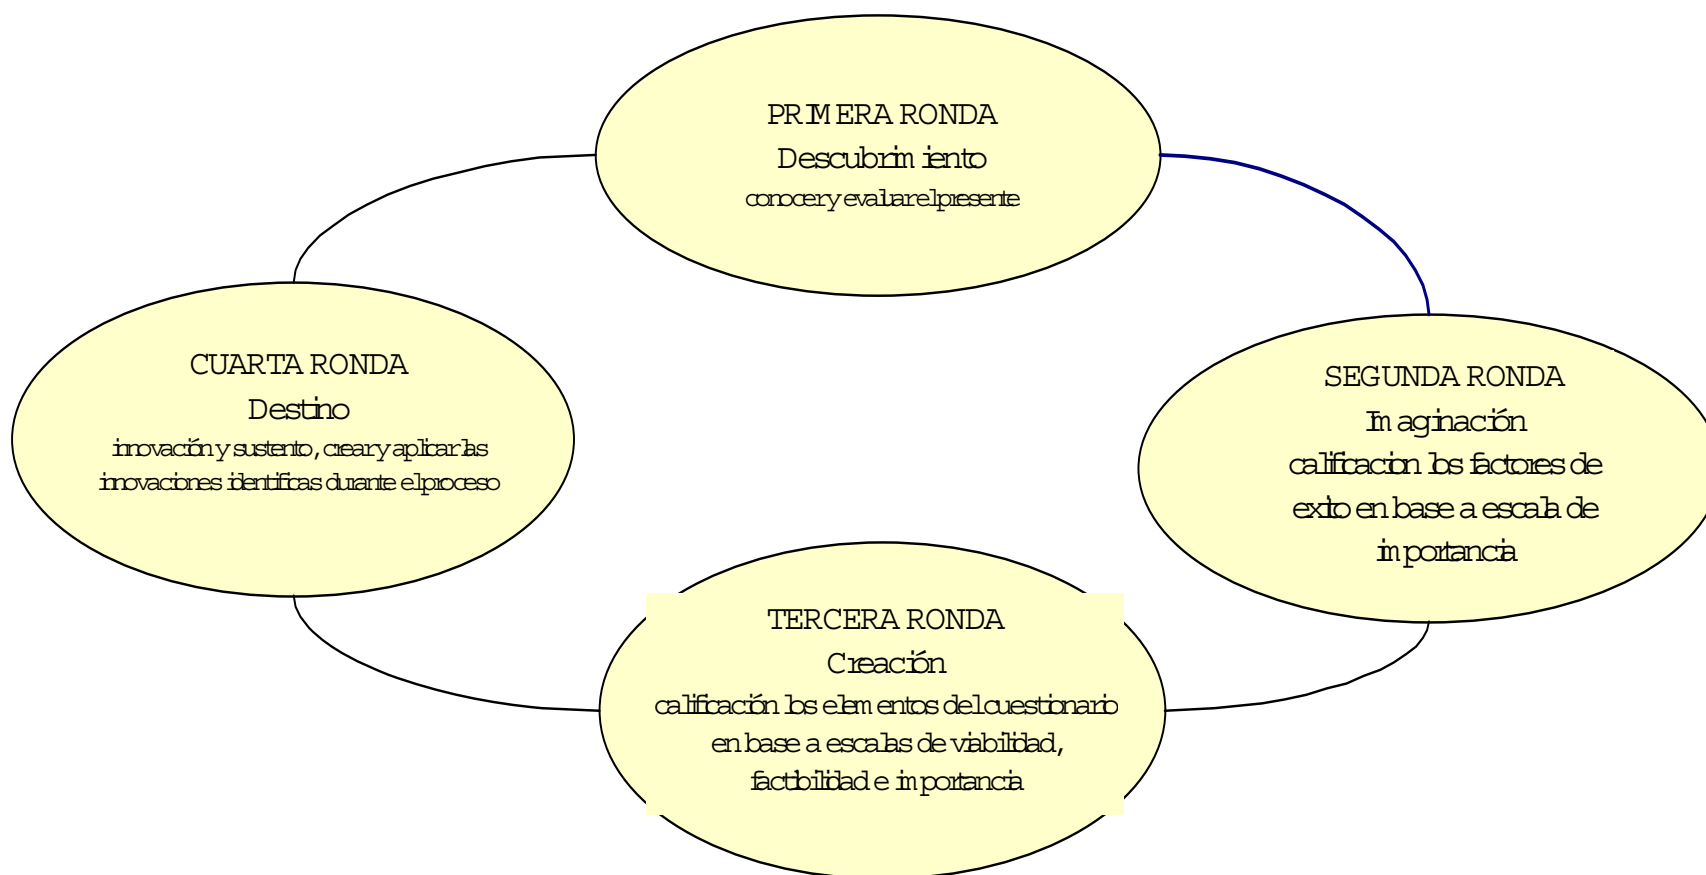 PRIMERA RONDA
Descubrimiento
conocer y evaluar el presente
CUARTA RONDA
Destino
innovación y sustento, crear y aplicar las
innovaciones identificas durante el proceso
SEGUNDA RONDA
Imaginación
calificacion los factores de
exito en base a escala de
importancia
TERCERA RONDA
Creación
calificación los elementos del cuestionario
en base a escalas de viabilidad,
factibilidad e importancia